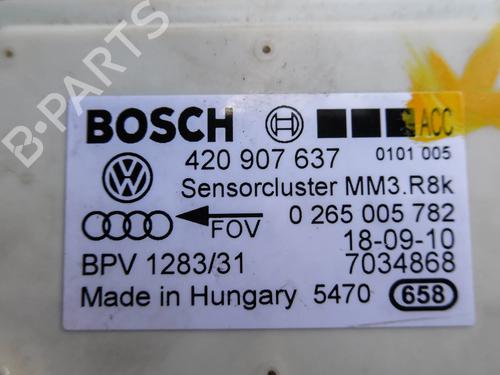 B-PARTS
BOSCH ACC
420 907 637 0101 005
Sensorcluster MM3.R8k
FOV 0 265 005 782
18-09-10
BPV 1283/31 7034868
Made in Hungary 5470 658